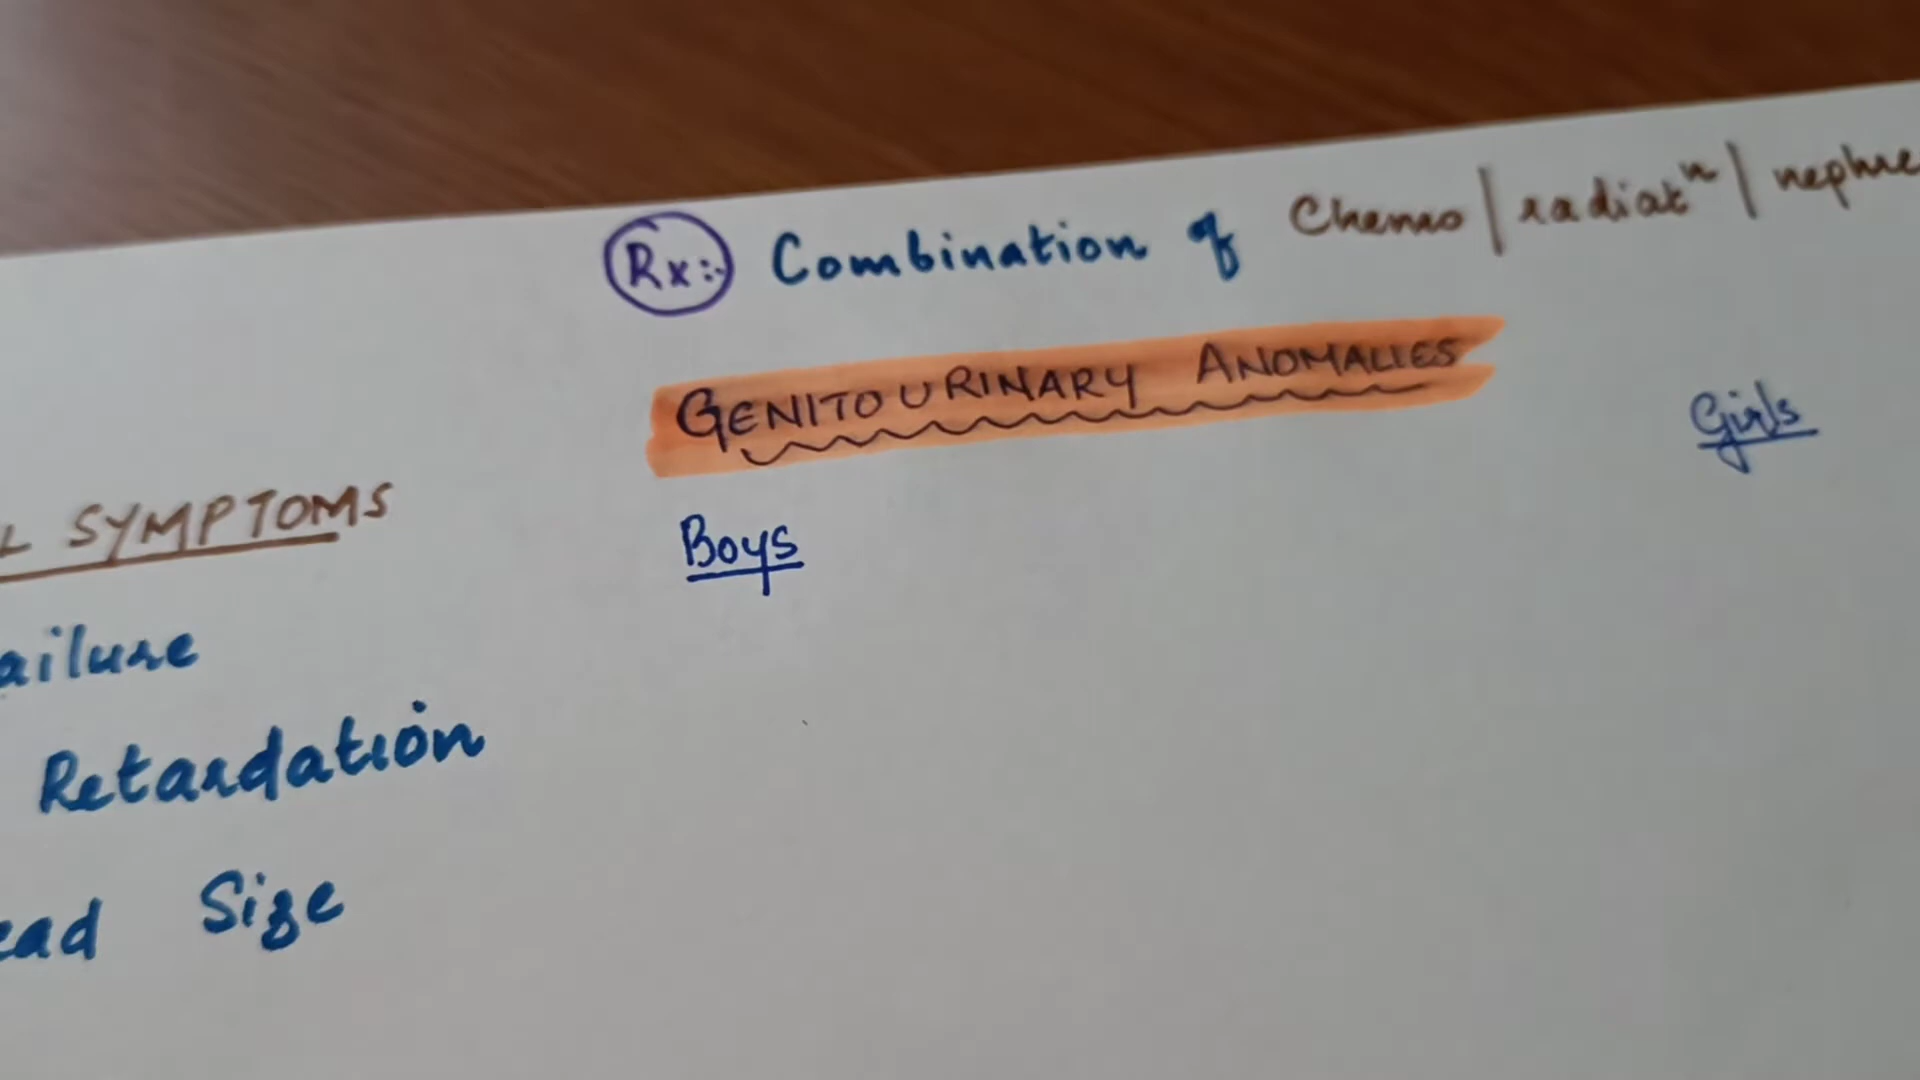 Rx:- Combination of Chemo | radiatⁿ | nephre
GENITOURINARY ANOMALIES
Boys
Girls
L SYMPTOMS
ailure
Retardation
ead Size